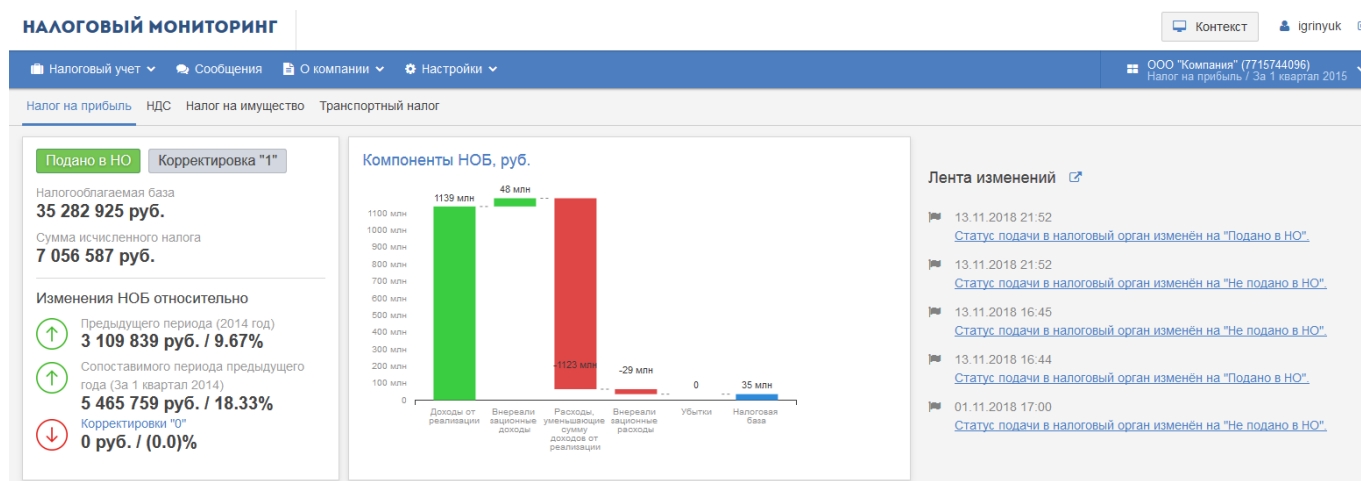 НАЛОГОВЫЙ МОНИТОРИНГ
Контекст
igrinyuk
Налоговый учет
Сообщения
О компании
Настройки
ООО "Компания" (7715744096)
Налог на прибыль / За 1 квартал 2015
Налог на прибыль
НДС
Налог на имущество
Транспортный налог
Подано в НО
Корректировка "1"
Налогооблагаемая база
35 282 925 руб.
Сумма исчисленного налога
7 056 587 руб.
Изменения НОБ относительно
Предыдущего периода (2014 год)
3 109 839 руб. / 9.67%
Сопоставимого периода предыдущего
года (За 1 квартал 2014)
5 465 759 руб. / 18.33%
Корректировки "0"
0 руб. / (0.0)%
Компоненты НОБ, руб.
1139 млн
48 млн
-1123 млн
-29 млн
0
35 млн
1100 млн
1000 млн
900 млн
800 млн
700 млн
600 млн
500 млн
400 млн
300 млн
200 млн
100 млн
0
Доходы от
реализации
Внереали
зационные
доходы
Расходы,
уменьшающие
сумму
доходов от
реализации
Внереали
зационные
расходы
Убытки
Налоговая
база
Лента изменений
13.11.2018 21:52
Статус подачи в налоговый орган изменён на "Подано в НО".
13.11.2018 21:52
Статус подачи в налоговый орган изменён на "Не подано в НО".
13.11.2018 16:45
Статус подачи в налоговый орган изменён на "Не подано в НО".
13.11.2018 16:44
Статус подачи в налоговый орган изменён на "Подано в НО".
01.11.2018 17:00
Статус подачи в налоговый орган изменён на "Не подано в НО".